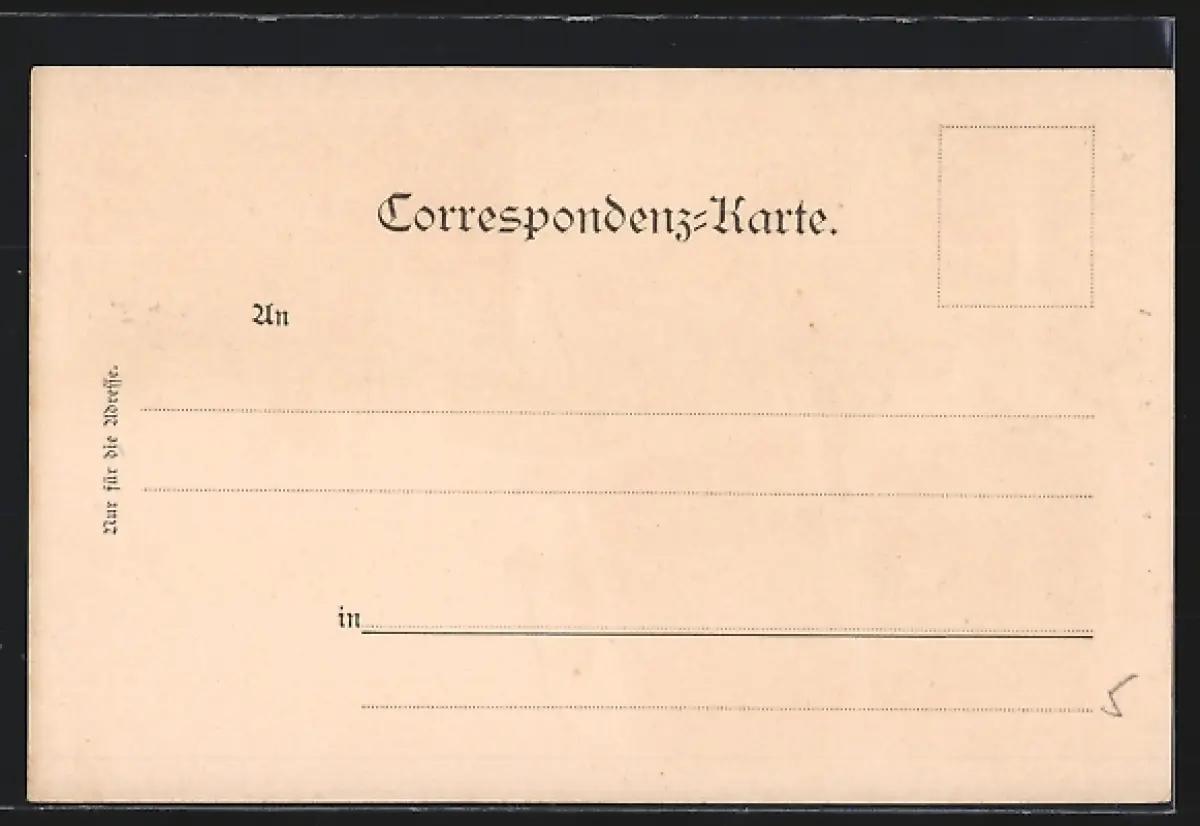 Correspondenz-Karte.
An
Nur für die Adresse.
in
5